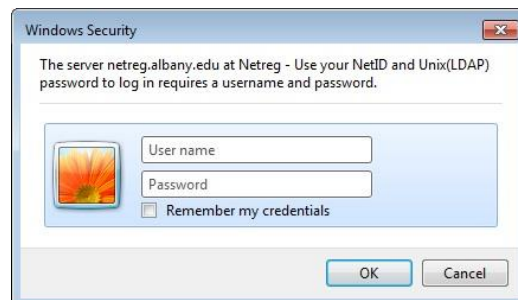 Windows Security
The server netreg.albany.edu at Netreg - Use your NetID and Unix(LDAP)
password to log in requires a username and password.
User name
Password
Remember my credentials
OK
Cancel